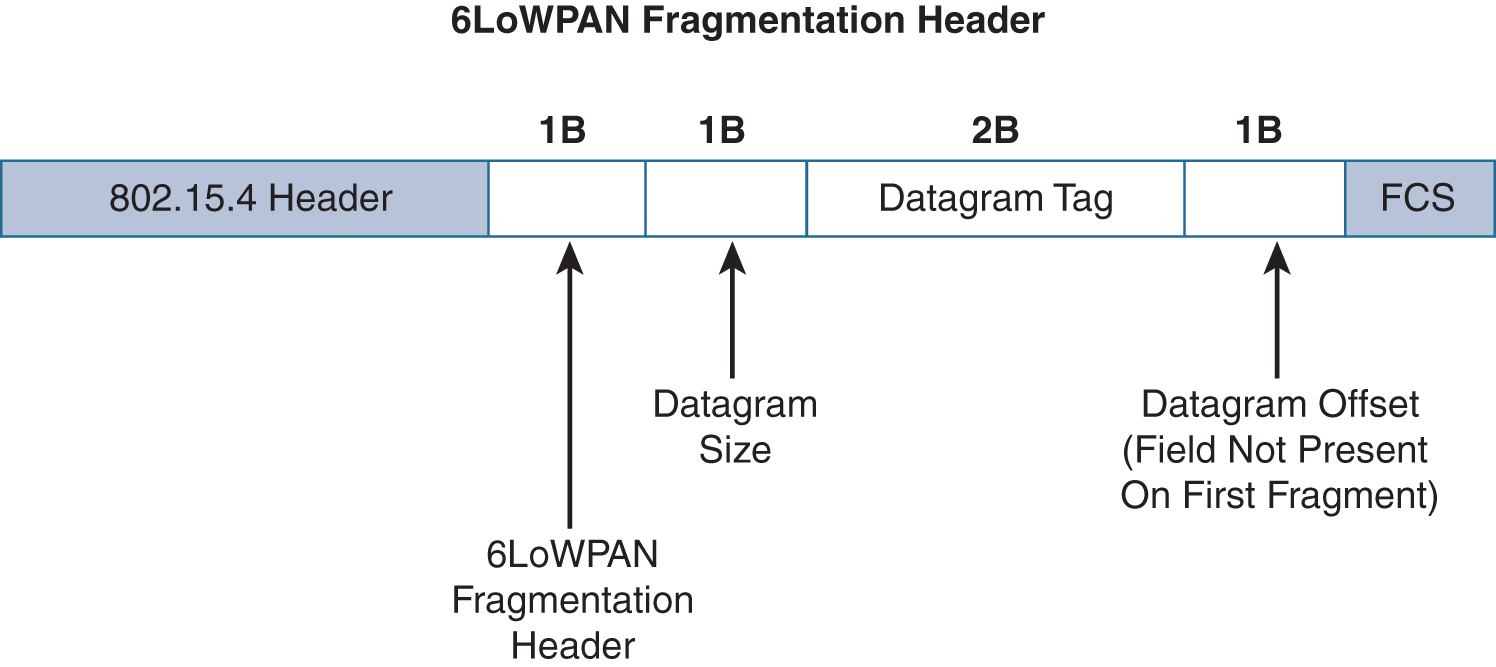 6LoWPAN Fragmentation Header
1B 1B 2B 1B
802.15.4 Header Datagram Tag FCS
Datagram
Size
Datagram Offset
(Field Not Present
On First Fragment)
6LoWPAN
Fragmentation
Header